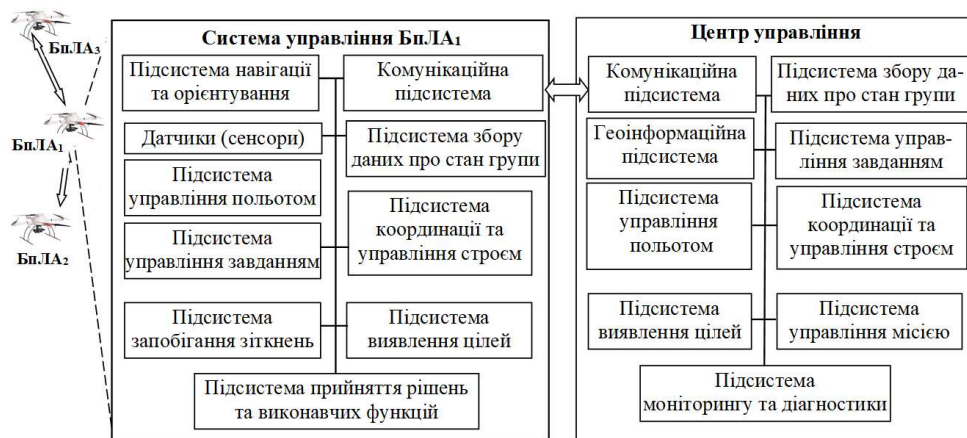 БпЛА₃
БпЛА₁
БпЛА₂
Система управління БпЛА₁
Підсистема навігації
та орієнтування
Комунікаційна
підсистема
Датчики (сенсори)
Підсистема збору
даних про стан групи
Підсистема
управління польотом
Підсистема
координації та
управління строєм
Підсистема
управління завданням
Підсистема
запобігання зіткнень
Підсистема
виявлення цілей
Підсистема прийняття рішень
та виконавчих функцій
Центр управління
Комунікаційна
підсистема
Підсистема збору да-
них про стан групи
Геоінформаційна
підсистема
Підсистема управ-
ління завданням
Підсистема
управління
польотом
Підсистема
координації та
управління строєм
Підсистема
виявлення цілей
Підсистема
управління місією
Підсистема
моніторингу та діагностики